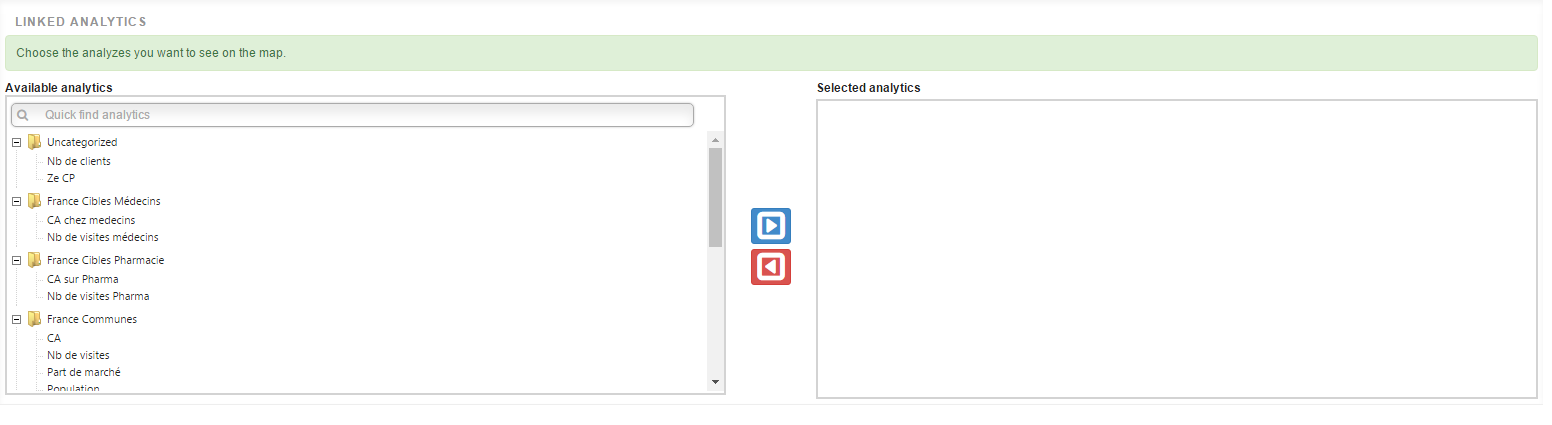 LINKED ANALYTICS
Choose the analyzes you want to see on the map.
Available analytics
Quick find analytics
Uncategorized
Nb de clients
Ze CP
France Cibles Médecins
CA chez medecins
Nb de visites médecins
France Cibles Pharmacie
CA sur Pharma
Nb de visites Pharma
France Communes
CA
Nb de visites
Part de marché
Population
Selected analytics